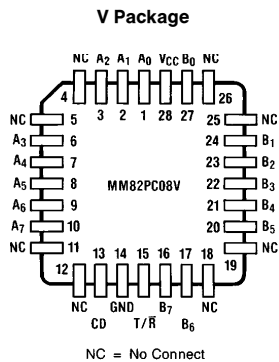 V Package
NC A₂ A₁ A₀ VCC B₀ NC
4 3 2 1 28 27 26
NC 5 25 NC
A₃ 6 24 B₁
A₄ 7 23 B₂
A₅ 8 MM82PC08V 22 B₃
A₆ 9 21 B₄
A₇ 10 20 B₅
NC 11 19 NC
12 13 14 15 16 17 18
NC CD GND T/R̅ B₇ B₆ NC
NC = No Connect